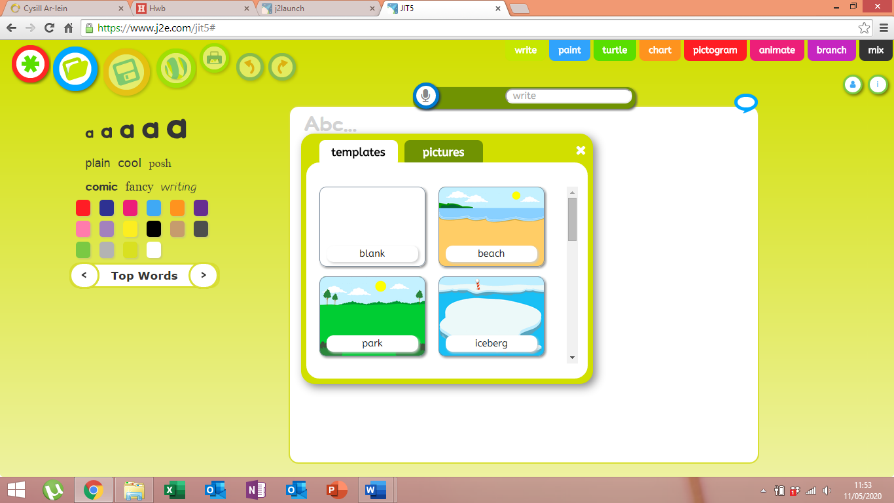 Cysill Ar-lein
Hwb
j2launch
JIT5
https://www.j2e.com/jit5#
write
paint
turtle
chart
pictogram
animate
branch
mix
write
Abc...
a a a a a
plain cool posh
comic fancy writing
< Top Words >
templates
pictures
blank
beach
park
iceberg
11:53
11/05/2020